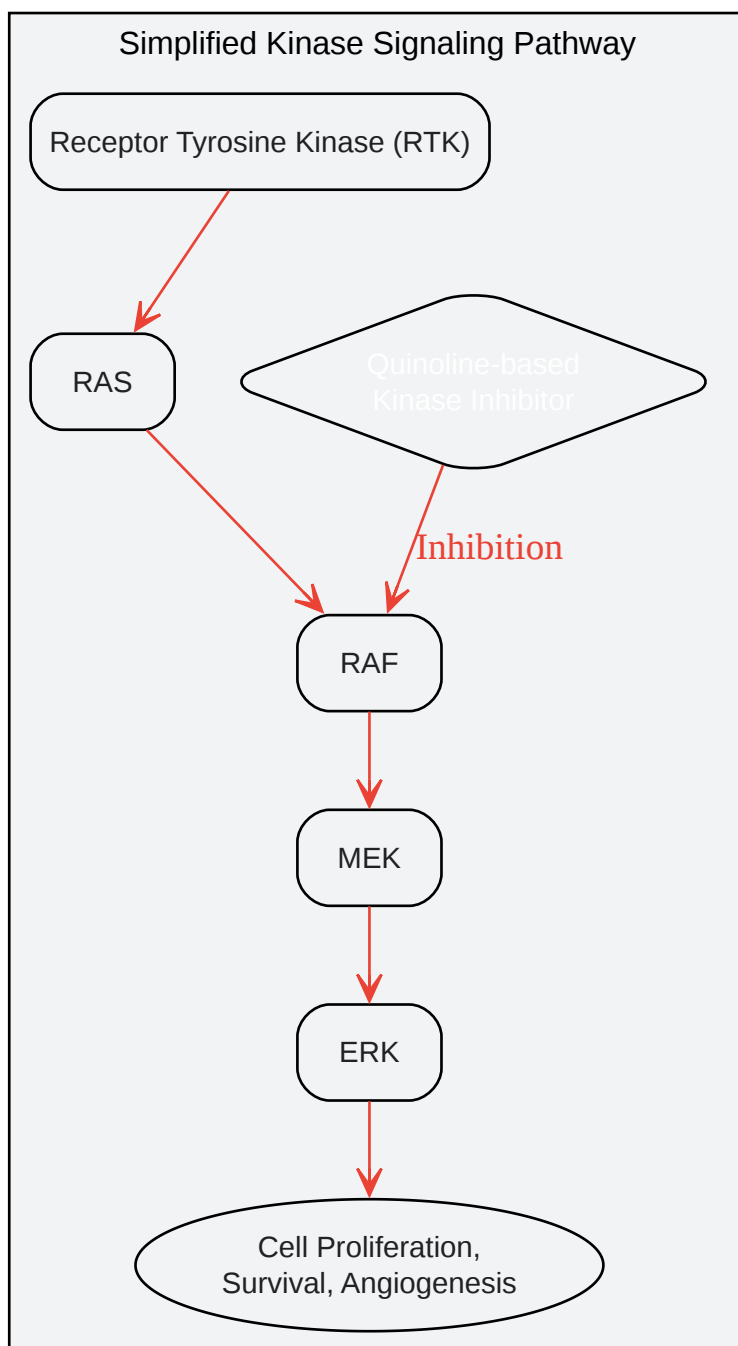 Simplified Kinase Signaling Pathway
Receptor Tyrosine Kinase (RTK)
RAS
Quinoline-based
Kinase Inhibitor
Inhibition
RAF
MEK
ERK
Cell Proliferation,
Survival, Angiogenesis